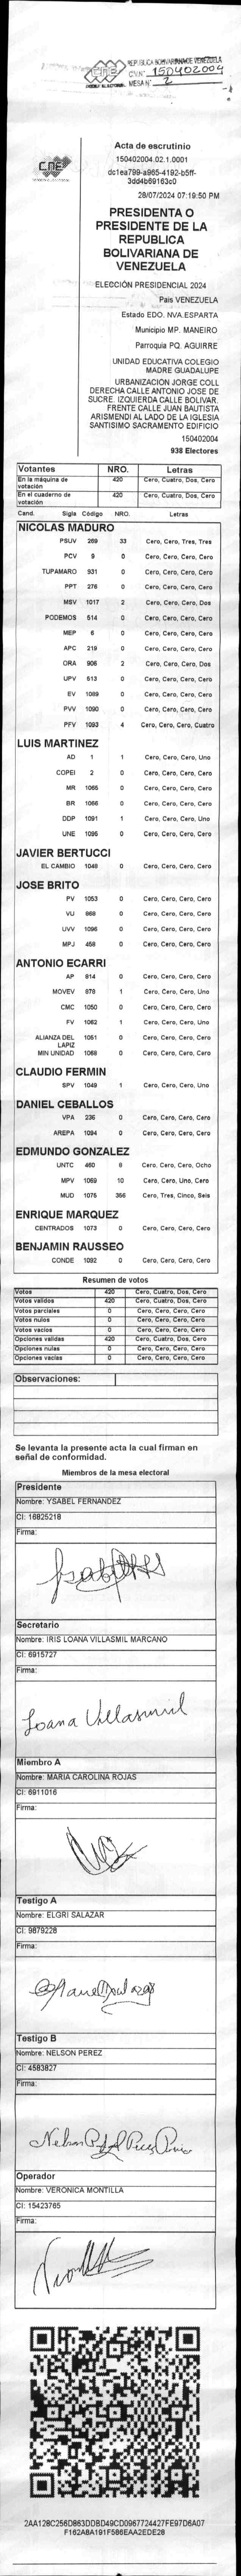 CNE
REPUBLICA BOLIVARIANA DE VENEZUELA
C.V.N° 150402004
MESA N° 2
PODER ELECTORAL
CNE
Acta de escrutinio
150402004.02.1.0001
dc1ea799-a965-4192-b5ff-
3dd4b69163c0
28/07/2024 07:19:50 PM
PRESIDENTA O
PRESIDENTE DE LA
REPUBLICA
BOLIVARIANA DE
VENEZUELA
ELECCIÓN PRESIDENCIAL 2024
Pais VENEZUELA
Estado EDO. NVA.ESPARTA
Municipio MP. MANEIRO
Parroquia PQ. AGUIRRE
UNIDAD EDUCATIVA COLEGIO
MADRE GUADALUPE
URBANIZACION JORGE COLL
DERECHA CALLE ANTONIO JOSE DE
SUCRE. IZQUIERDA CALLE BOLIVAR.
FRENTE CALLE JUAN BAUTISTA
ARISMENDI AL LADO DE LA IGLESIA
SANTISIMO SACRAMENTO EDIFICIO
150402004
938 Electores
Votantes NRO. Letras
En la máquina de votación 420 Cero, Cuatro, Dos, Cero
En el cuaderno de votación 420 Cero, Cuatro, Dos, Cero
Cand. Sigla Código NRO. Letras
NICOLAS MADURO
PSUV 269 33 Cero, Cero, Tres, Tres
PCV 9 0 Cero, Cero, Cero, Cero
TUPAMARO 931 0 Cero, Cero, Cero, Cero
PPT 276 0 Cero, Cero, Cero, Cero
MSV 1017 2 Cero, Cero, Cero, Dos
PODEMOS 514 0 Cero, Cero, Cero, Cero
MEP 6 0 Cero, Cero, Cero, Cero
APC 219 0 Cero, Cero, Cero, Cero
ORA 906 2 Cero, Cero, Cero, Dos
UPV 513 0 Cero, Cero, Cero, Cero
EV 1089 0 Cero, Cero, Cero, Cero
PVV 1090 0 Cero, Cero, Cero, Cero
PFV 1093 4 Cero, Cero, Cero, Cuatro
LUIS MARTINEZ
AD 1 1 Cero, Cero, Cero, Uno
COPEI 2 0 Cero, Cero, Cero, Cero
MR 1065 0 Cero, Cero, Cero, Cero
BR 1066 0 Cero, Cero, Cero, Cero
DDP 1091 1 Cero, Cero, Cero, Uno
UNE 1095 0 Cero, Cero, Cero, Cero
JAVIER BERTUCCI
EL CAMBIO 1048 0 Cero, Cero, Cero, Cero
JOSE BRITO
PV 1053 0 Cero, Cero, Cero, Cero
VU 968 0 Cero, Cero, Cero, Cero
UVV 1096 0 Cero, Cero, Cero, Cero
MPJ 458 0 Cero, Cero, Cero, Cero
ANTONIO ECARRI
AP 814 0 Cero, Cero, Cero, Cero
MOVEV 878 1 Cero, Cero, Cero, Uno
CMC 1050 0 Cero, Cero, Cero, Cero
FV 1062 1 Cero, Cero, Cero, Uno
ALIANZA DEL LAPIZ 1051 0 Cero, Cero, Cero, Cero
MIN UNIDAD 1068 0 Cero, Cero, Cero, Cero
CLAUDIO FERMIN
SPV 1049 1 Cero, Cero, Cero, Uno
DANIEL CEBALLOS
VPA 236 0 Cero, Cero, Cero, Cero
AREPA 1094 0 Cero, Cero, Cero, Cero
EDMUNDO GONZALEZ
UNTC 460 8 Cero, Cero, Cero, Ocho
MPV 1069 10 Cero, Cero, Uno, Cero
MUD 1076 356 Cero, Tres, Cinco, Seis
ENRIQUE MARQUEZ
CENTRADOS 1073 0 Cero, Cero, Cero, Cero
BENJAMIN RAUSSEO
CONDE 1092 0 Cero, Cero, Cero, Cero
Resumen de votos
Votos 420 Cero, Cuatro, Dos, Cero
Votos validos 420 Cero, Cuatro, Dos, Cero
Votos parciales 0 Cero, Cero, Cero, Cero
Votos nulos 0 Cero, Cero, Cero, Cero
Votos vacios 0 Cero, Cero, Cero, Cero
Opciones validas 420 Cero, Cuatro, Dos, Cero
Opciones nulas 0 Cero, Cero, Cero, Cero
Opciones vacias 0 Cero, Cero, Cero, Cero
Observaciones:
Se levanta la presente acta la cual firman en
señal de conformidad.
Miembros de la mesa electoral
Presidente
Nombre: YSABEL FERNANDEZ
CI: 16825218
Firma:
Secretario
Nombre: IRIS LOANA VILLASMIL MARCANO
CI: 6915727
Firma:
Loana Villasmil
Miembro A
Nombre: MARIA CAROLINA ROJAS
CI: 6911016
Firma:
Testigo A
Nombre: ELGRI SALAZAR
CI: 9879228
Firma:
Testigo B
Nombre: NELSON PEREZ
CI: 4583827
Firma:
Operador
Nombre: VERONICA MONTILLA
CI: 15423765
Firma:
2AA128C256D863DDBD49CD0967724427FE97D6A07
F162A8A191F586EAA2EDE28